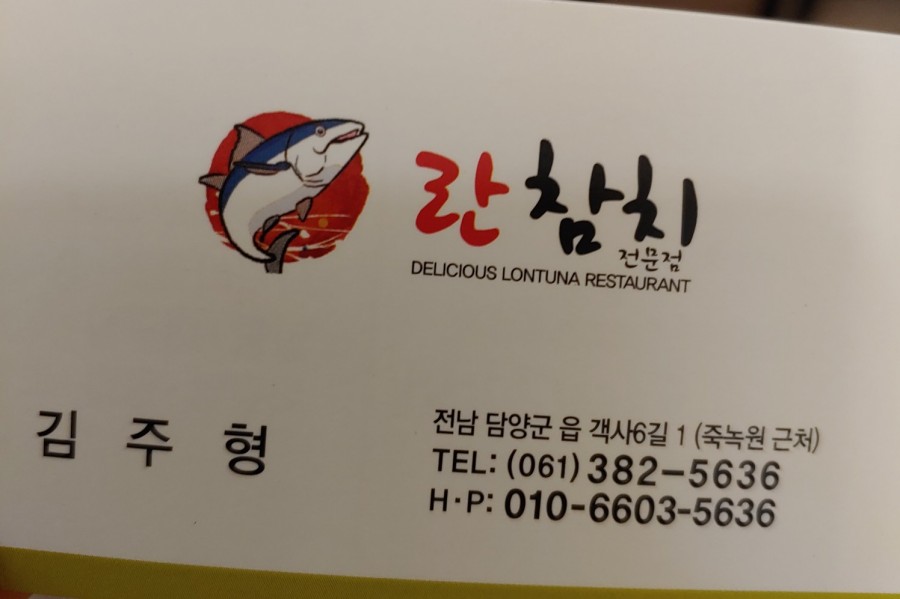 란참치
전문점
DELICIOUS LONTUNA RESTAURANT
김 주 형
전남 담양군 읍 객사6길 1 (죽녹원 근처)
TEL: (061) 382-5636
H·P: 010-6603-5636